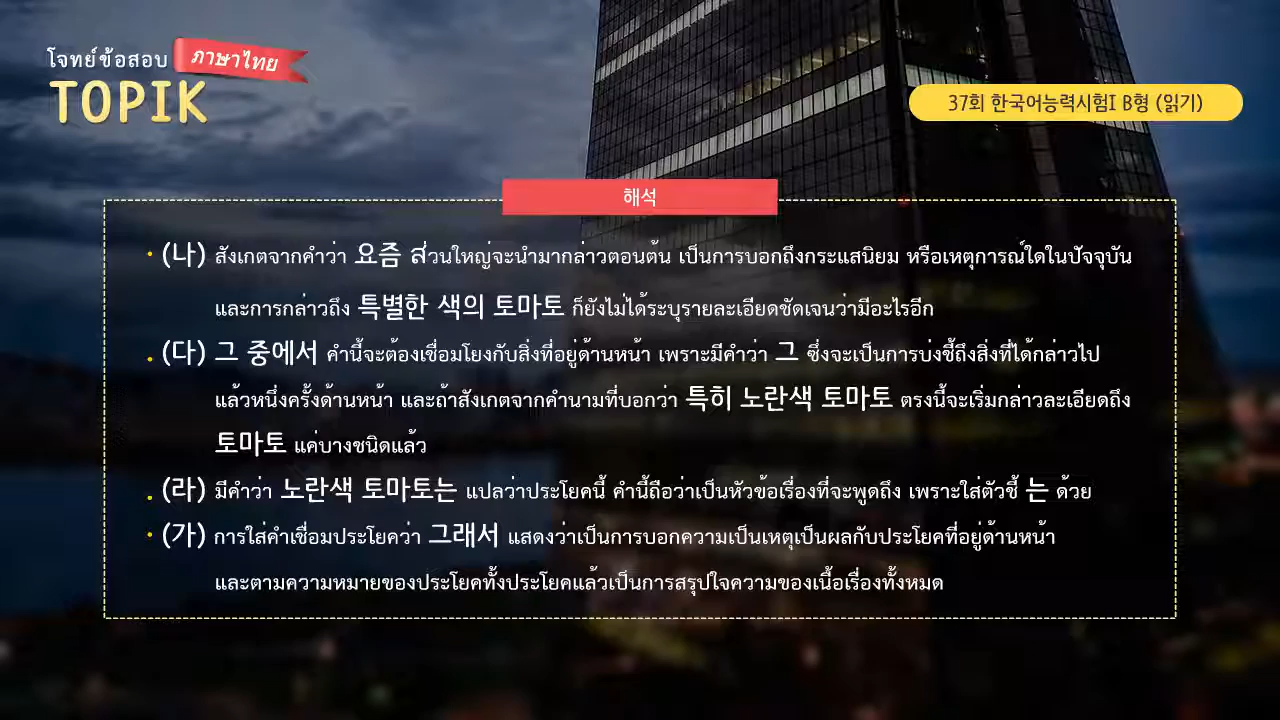 โจทย์ข้อสอบ ภาษาไทย
TOPIK
37회 한국어능력시험I B형 (읽기)
해석
• (나) สังเกตจากคำว่า 요즘 ส่วนใหญ่จะนำมากล่าวตอนต้น เป็นการบอกถึงกระแสนิยม หรือเหตุการณ์ใดในปัจจุบัน
และการกล่าวถึง 특별한 색의 토마토 ก็ยังไม่ได้ระบุรายละเอียดชัดเจนว่ามีอะไรอีก
• (다) 그 중에서 คำนี้จะต้องเชื่อมโยงกับสิ่งที่อยู่ด้านหน้า เพราะมีคำว่า 그 ซึ่งจะเป็นการบ่งชี้ถึงสิ่งที่ได้กล่าวไป
แล้วหนึ่งครั้งด้านหน้า และถ้าสังเกตจากคำนามที่บอกว่า 특히 노란색 토마토 ตรงนี้จะเริ่มกล่าวละเอียดถึง
토마토 แค่บางชนิดแล้ว
• (라) มีคำว่า 노란색 토마토는 แปลว่าประโยคนี้ คำนี้ถือว่าเป็นหัวข้อเรื่องที่จะพูดถึง เพราะใส่ตัวชี้ 는 ด้วย
• (가) การใส่คำเชื่อมประโยคว่า 그래서 แสดงว่าเป็นการบอกความเป็นเหตุเป็นผลกับประโยคที่อยู่ด้านหน้า
และตามความหมายของประโยคทั้งประโยคแล้วเป็นการสรุปใจความของเนื้อเรื่องทั้งหมด